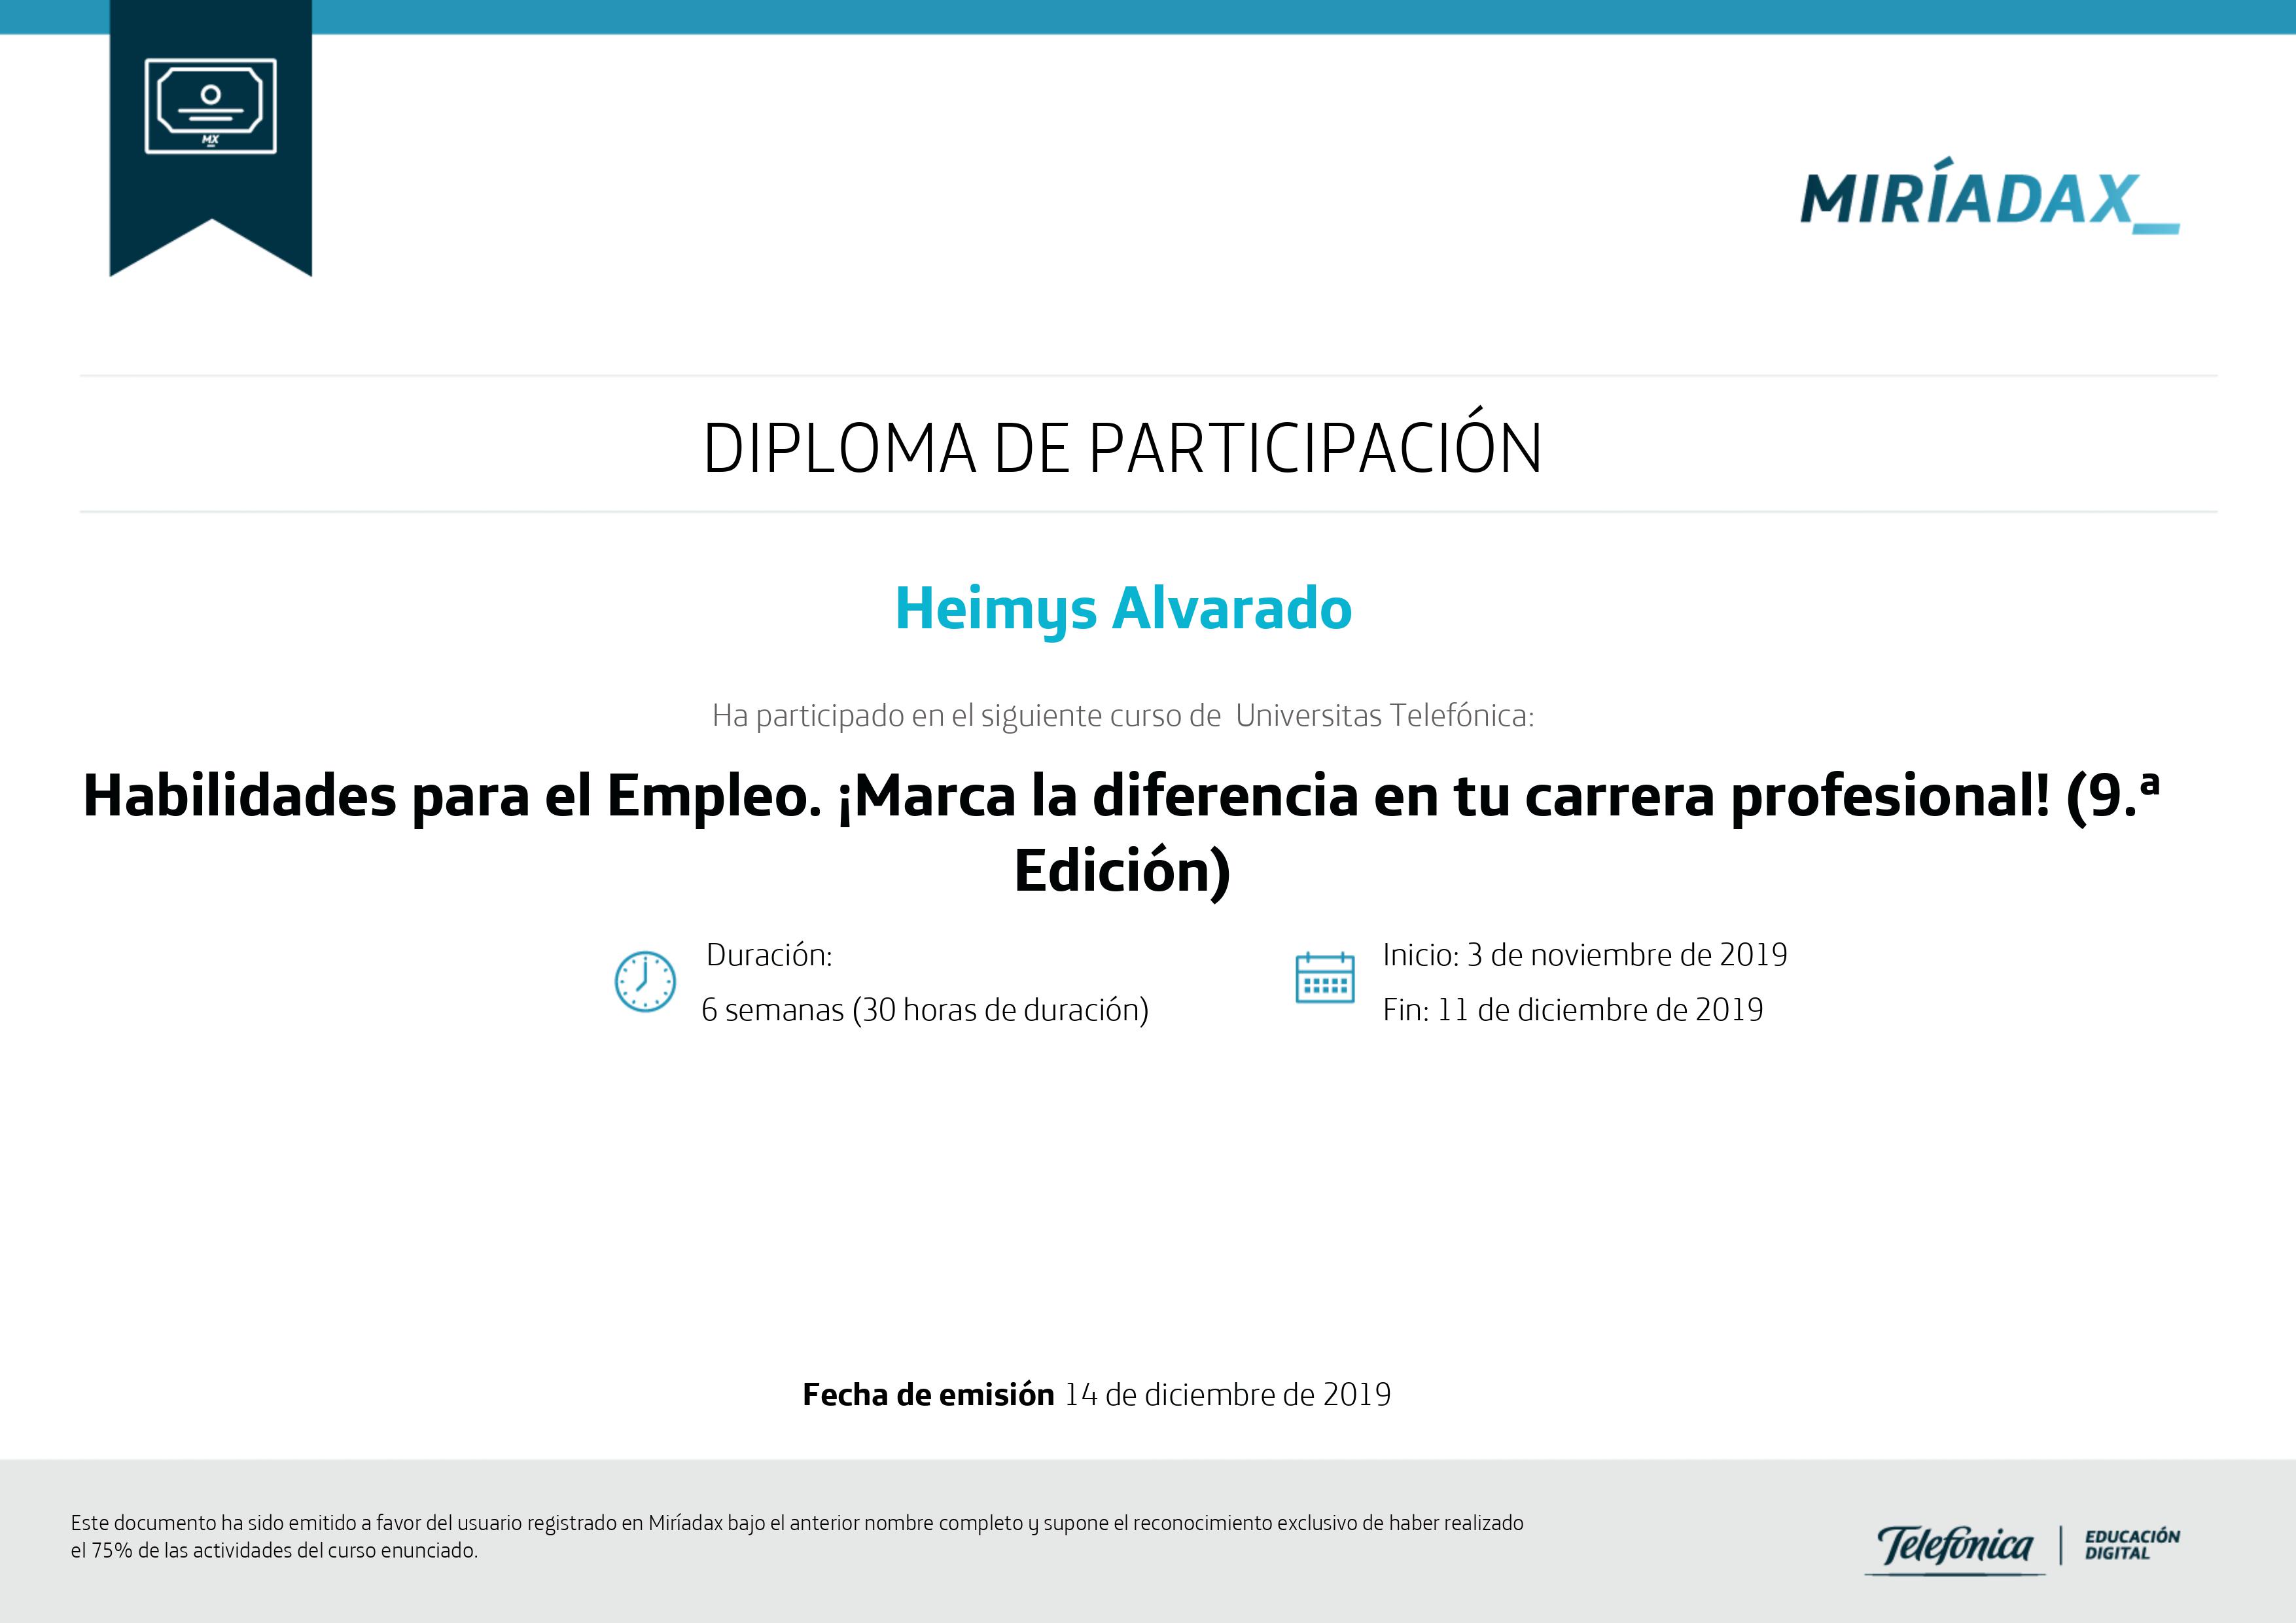 MX
MIRÍADAX_
DIPLOMA DE PARTICIPACIÓN
Heimys Alvarado
Ha participado en el siguiente curso de  Universitas Telefónica:
Habilidades para el Empleo. ¡Marca la diferencia en tu carrera profesional! (9.ª
Edición)
Duración:
6 semanas (30 horas de duración)
Inicio: 3 de noviembre de 2019
Fin: 11 de diciembre de 2019
Fecha de emisión 14 de diciembre de 2019
Este documento ha sido emitido a favor del usuario registrado en Miríadax bajo el anterior nombre completo y supone el reconocimiento exclusivo de haber realizado
el 75% de las actividades del curso enunciado.
Telefónica
EDUCACIÓN
DIGITAL